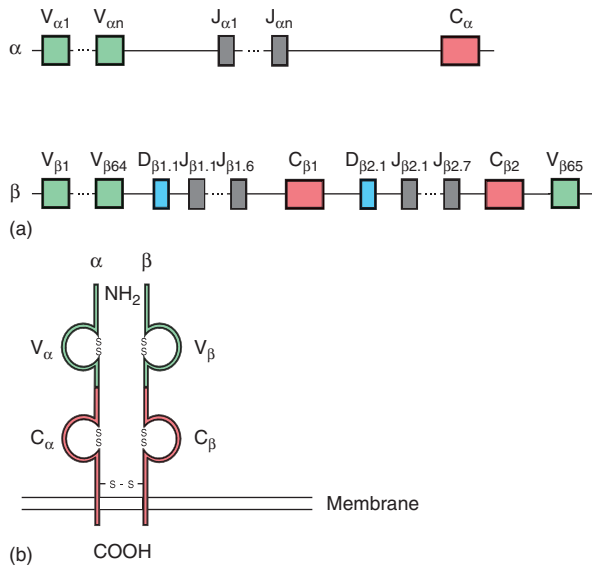 Vα1 Vαn Jα1 Jαn Cα
α
Vβ1 Vβ64 Dβ1.1 Jβ1.1 Jβ1.6 Cβ1 Dβ2.1 Jβ2.1 Jβ2.7 Cβ2 Vβ65
β
(a)
α β
NH2
Vα S S S S Vβ
Cα S S S S Cβ
S - S
Membrane
COOH
(b)